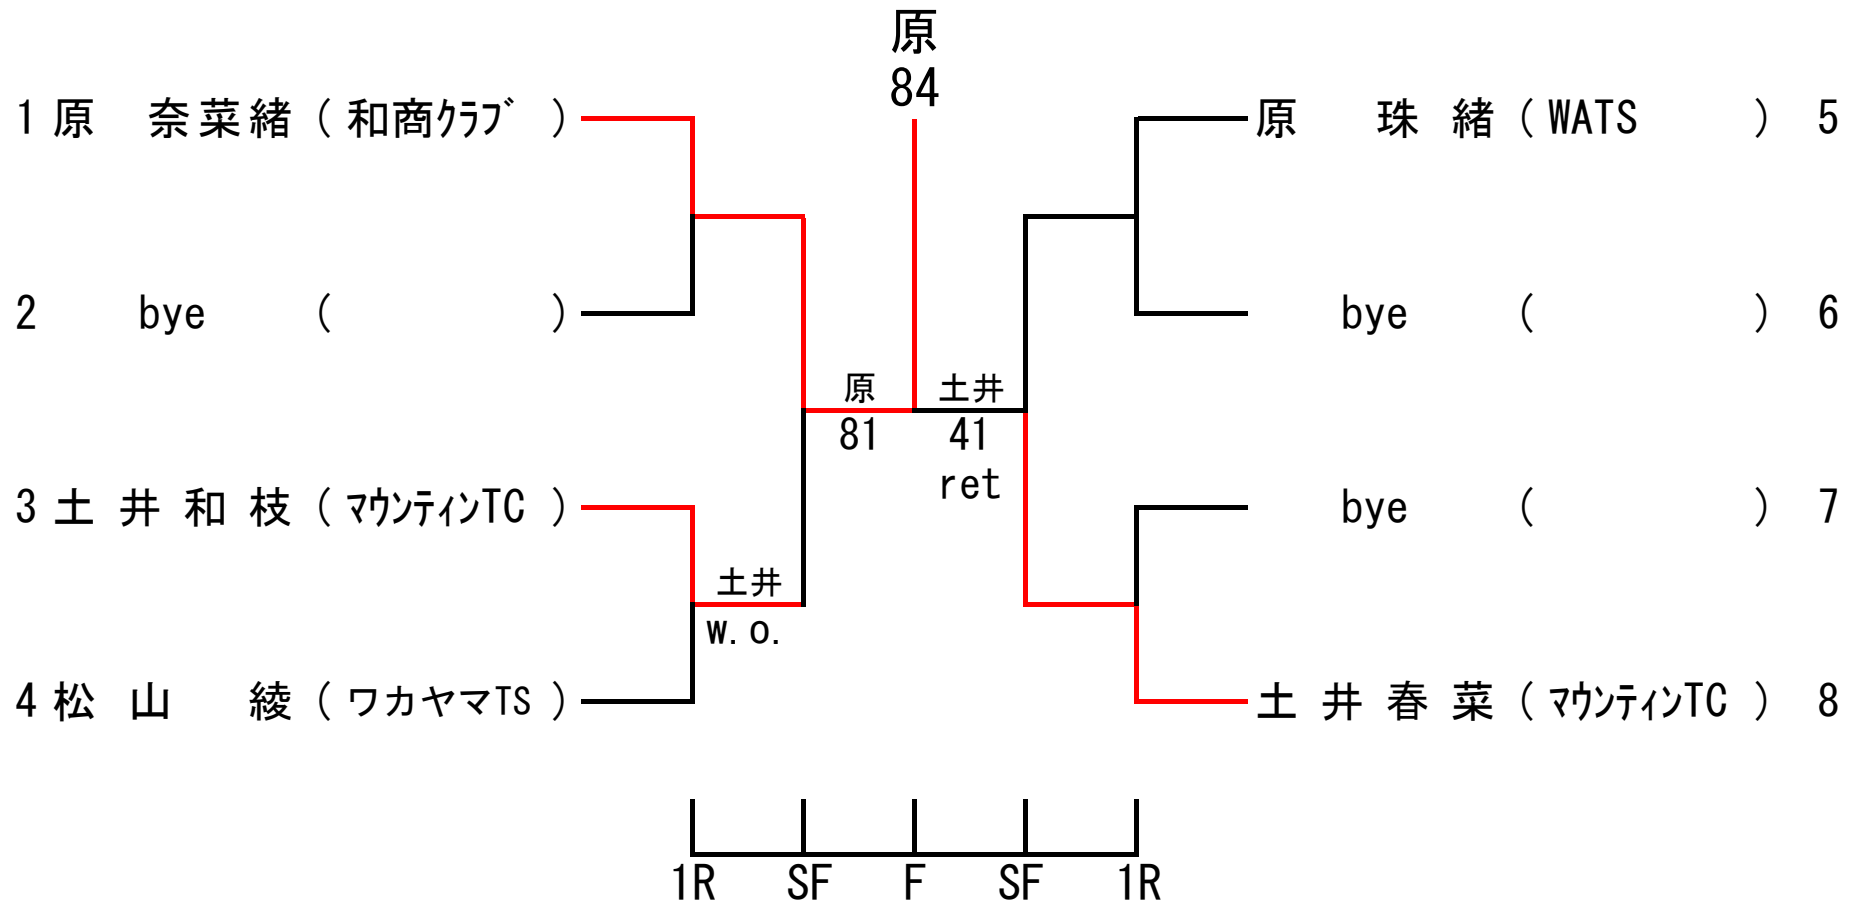 原
84
1 原 奈菜緒 ( 和商ｸﾗﾌﾞ )
原 珠 緒 ( WATS ) 5
2 bye ( )
bye ( ) 6
原
81
土井
41
ret
3 土 井 和 枝 ( ﾏｳﾝﾃｨﾝTC )
bye ( ) 7
土井
w.o.
4 松 山 綾 ( ワカヤマTS )
土 井 春 菜 ( ﾏｳﾝﾃｨﾝTC ) 8
1R SF F SF 1R